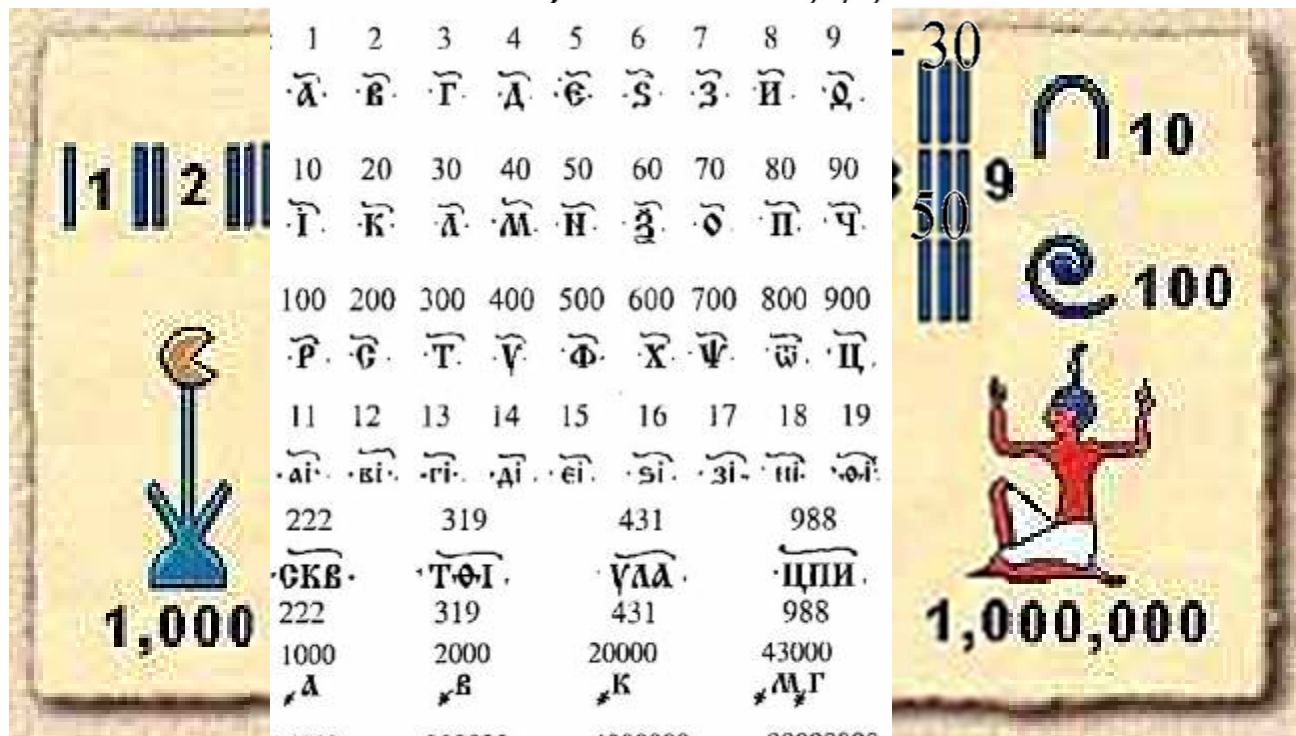 1 2 3 4 5 6 7 8 9
·А҃· ·В҃· ·Г҃· ·Д҃· ·Є҃· ·Ѕ҃· ·З҃· ·И҃· ·Ѳ҃·
10 20 30 40 50 60 70 80 90
·І҃· ·К҃· ·Л҃· ·М҃· ·Н҃· ·Ѯ҃· ·О҃· ·П҃· ·Ч҃·
100 200 300 400 500 600 700 800 900
·Р҃· ·С҃· ·Т҃· ·Ѵ҃· ·Ф҃· ·Х҃· ·Ѱ҃· ·Ѿ҃· ·Ц҃·
11 12 13 14 15 16 17 18 19
·аі҃· ·ві҃· ·гі҃· ·ді҃· ·єі҃· ·ѕі҃· ·зі҃· ·ні҃· ·ѳі҃·
222 319 431 988
·СКВ҃· ·ТѲІ҃· ·ѴЛА҃· ·ЦПИ҃·
222 319 431 988
1000 2000 20000 43000
҂А ҂В ҂К ҂М҂Г
1 2
1,000
- 30
9
50
10
100
1,000,000